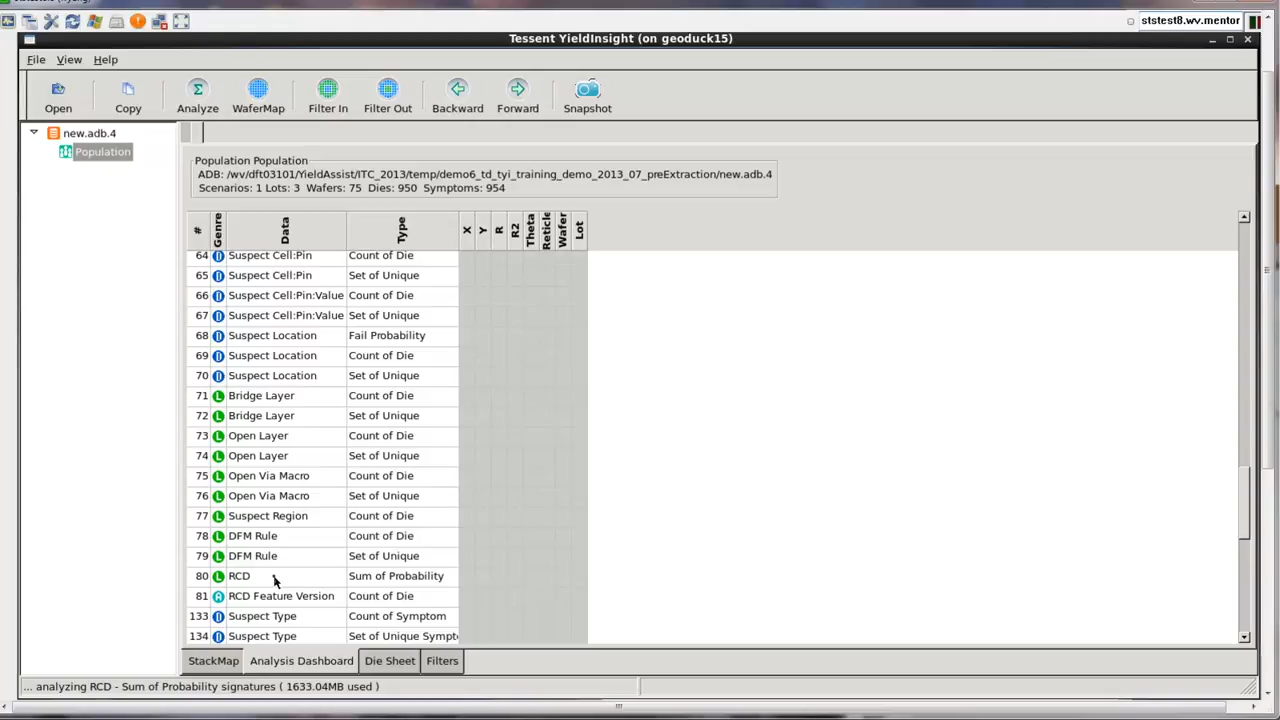 ststest8.wv.mentor
Tessent YieldInsight (on geoduck15)
File View Help
Open Copy Analyze WaferMap Filter In Filter Out Backward Forward Snapshot
new.adb.4
Population
Population Population
ADB: /wv/dft03101/YieldAssist/ITC_2013/temp/demo6_td_tyi_training_demo_2013_07_preExtraction/new.adb.4
Scenarios: 1 Lots: 3 Wafers: 75 Dies: 950 Symptoms: 954
# Genre Data Type X Y R R2 Theta Reticle Wafer Lot
64 D Suspect Cell:Pin Count of Die
65 D Suspect Cell:Pin Set of Unique
66 D Suspect Cell:Pin:Value Count of Die
67 D Suspect Cell:Pin:Value Set of Unique
68 D Suspect Location Fail Probability
69 D Suspect Location Count of Die
70 D Suspect Location Set of Unique
71 L Bridge Layer Count of Die
72 L Bridge Layer Set of Unique
73 L Open Layer Count of Die
74 L Open Layer Set of Unique
75 L Open Via Macro Count of Die
76 L Open Via Macro Set of Unique
77 L Suspect Region Count of Die
78 L DFM Rule Count of Die
79 L DFM Rule Set of Unique
80 L RCD Sum of Probability
81 A RCD Feature Version Count of Die
133 D Suspect Type Count of Symptom
134 D Suspect Type Set of Unique Sympt
StackMap Analysis Dashboard Die Sheet Filters
... analyzing RCD - Sum of Probability signatures ( 1633.04MB used )